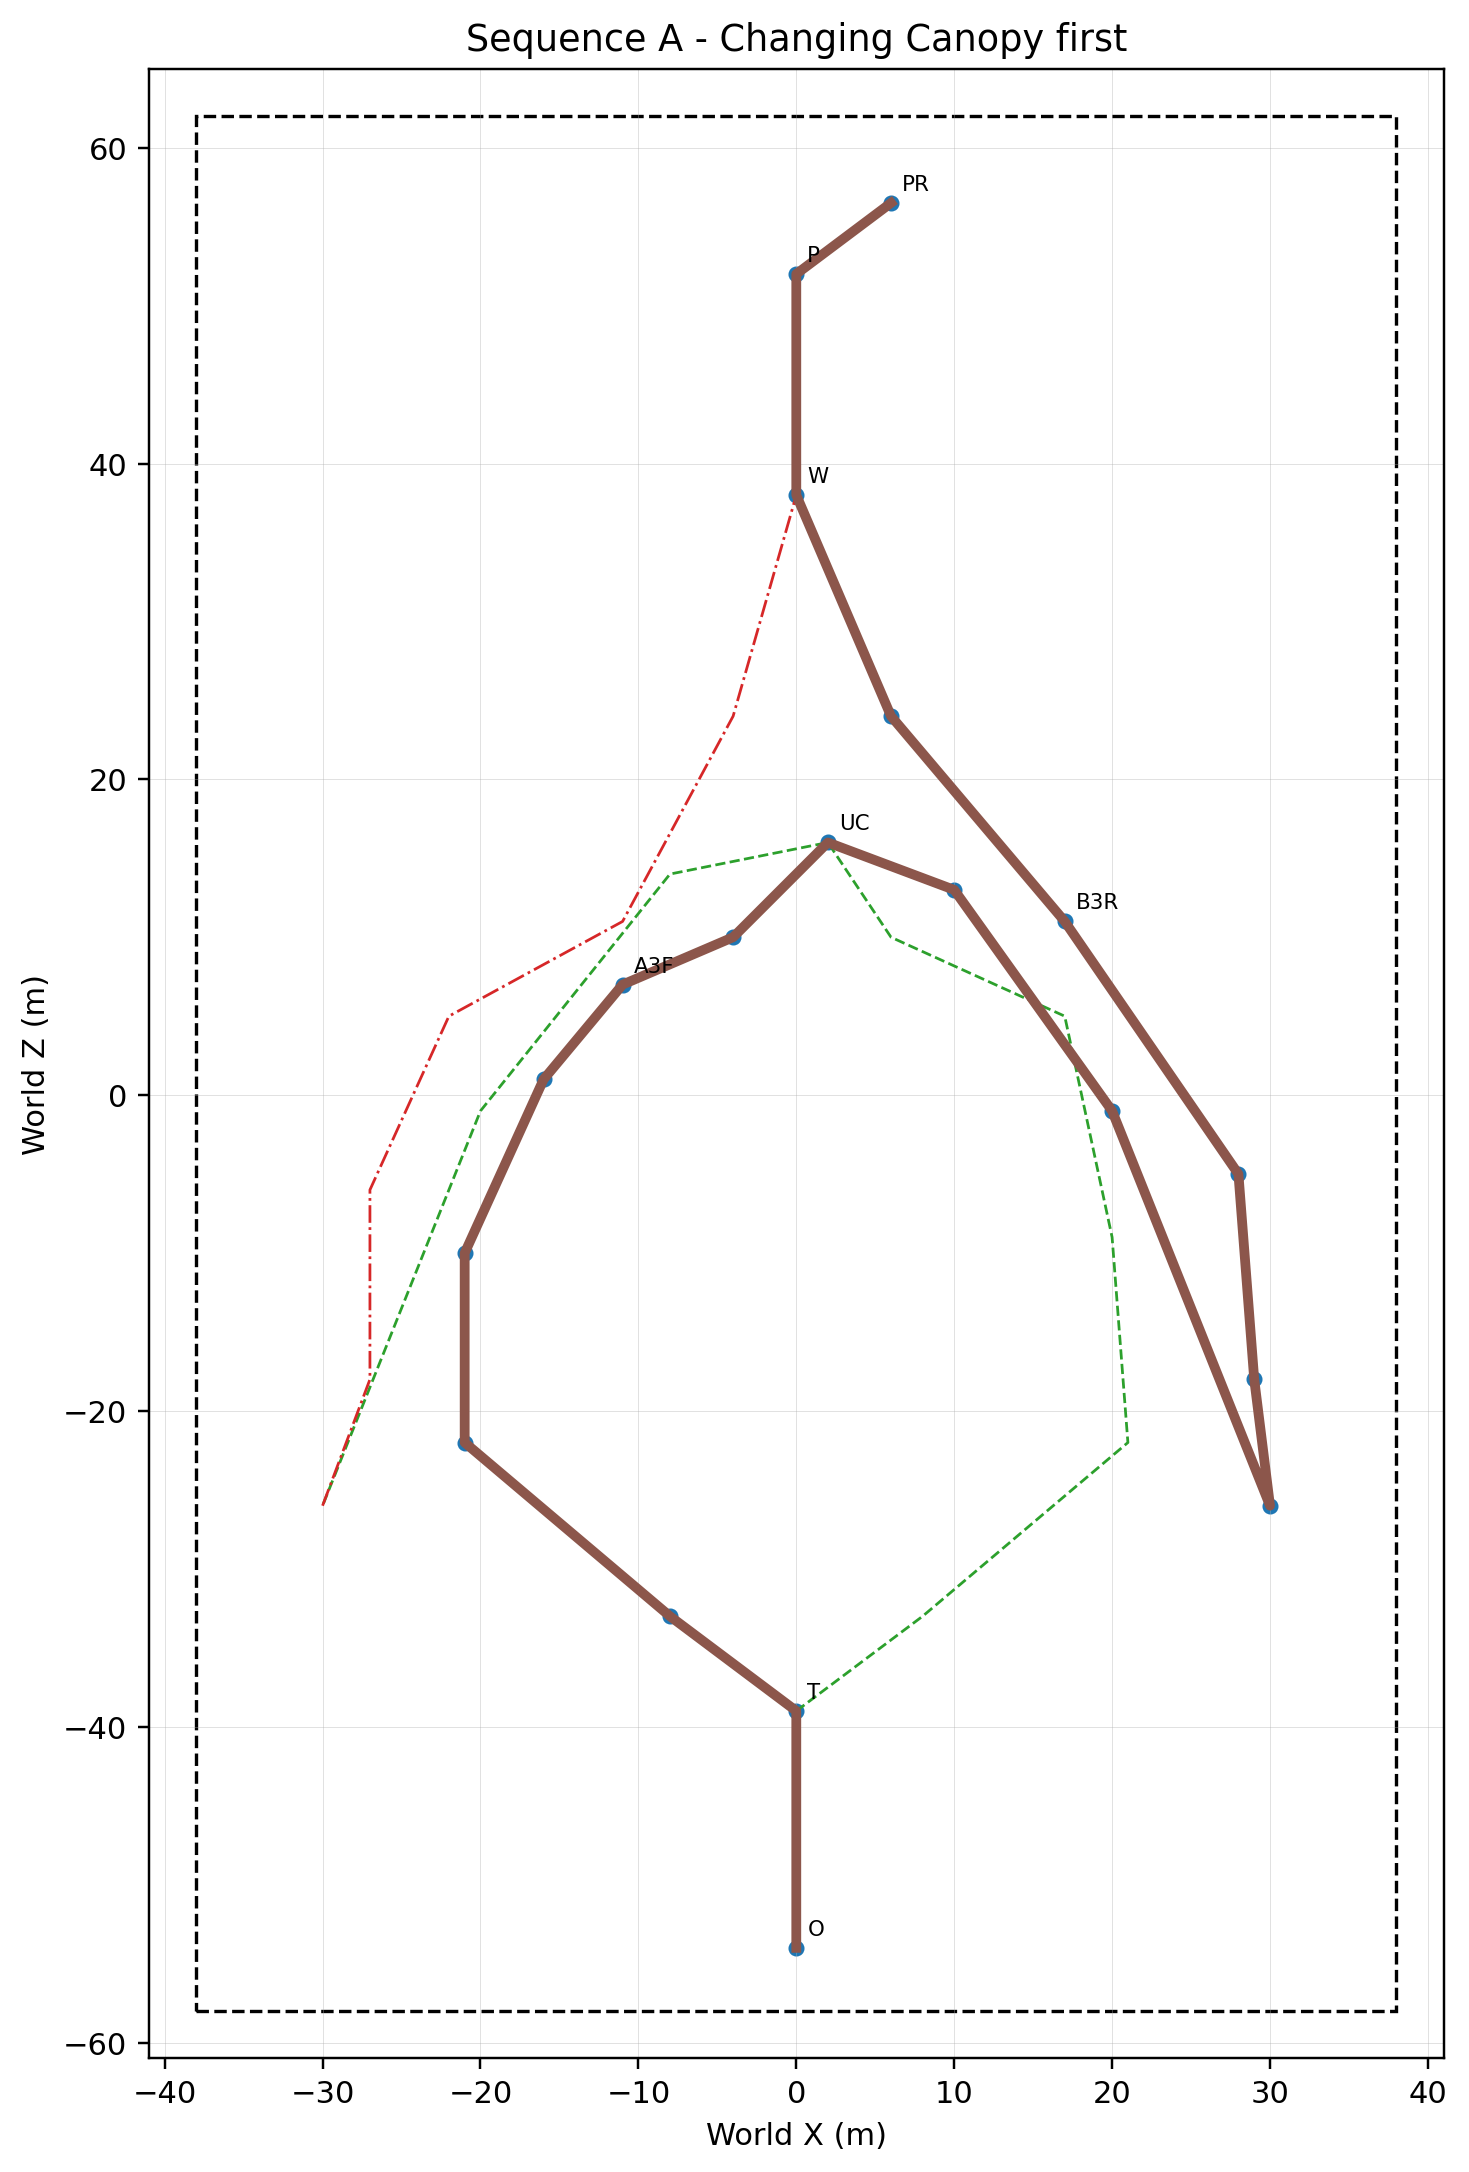 Sequence A - Changing Canopy first
60
40
20
0
−20
−40
−60
World Z (m)
PR
P
W
UC
B3R
A3F
T
O
−40 −30 −20 −10 0 10 20 30 40
World X (m)